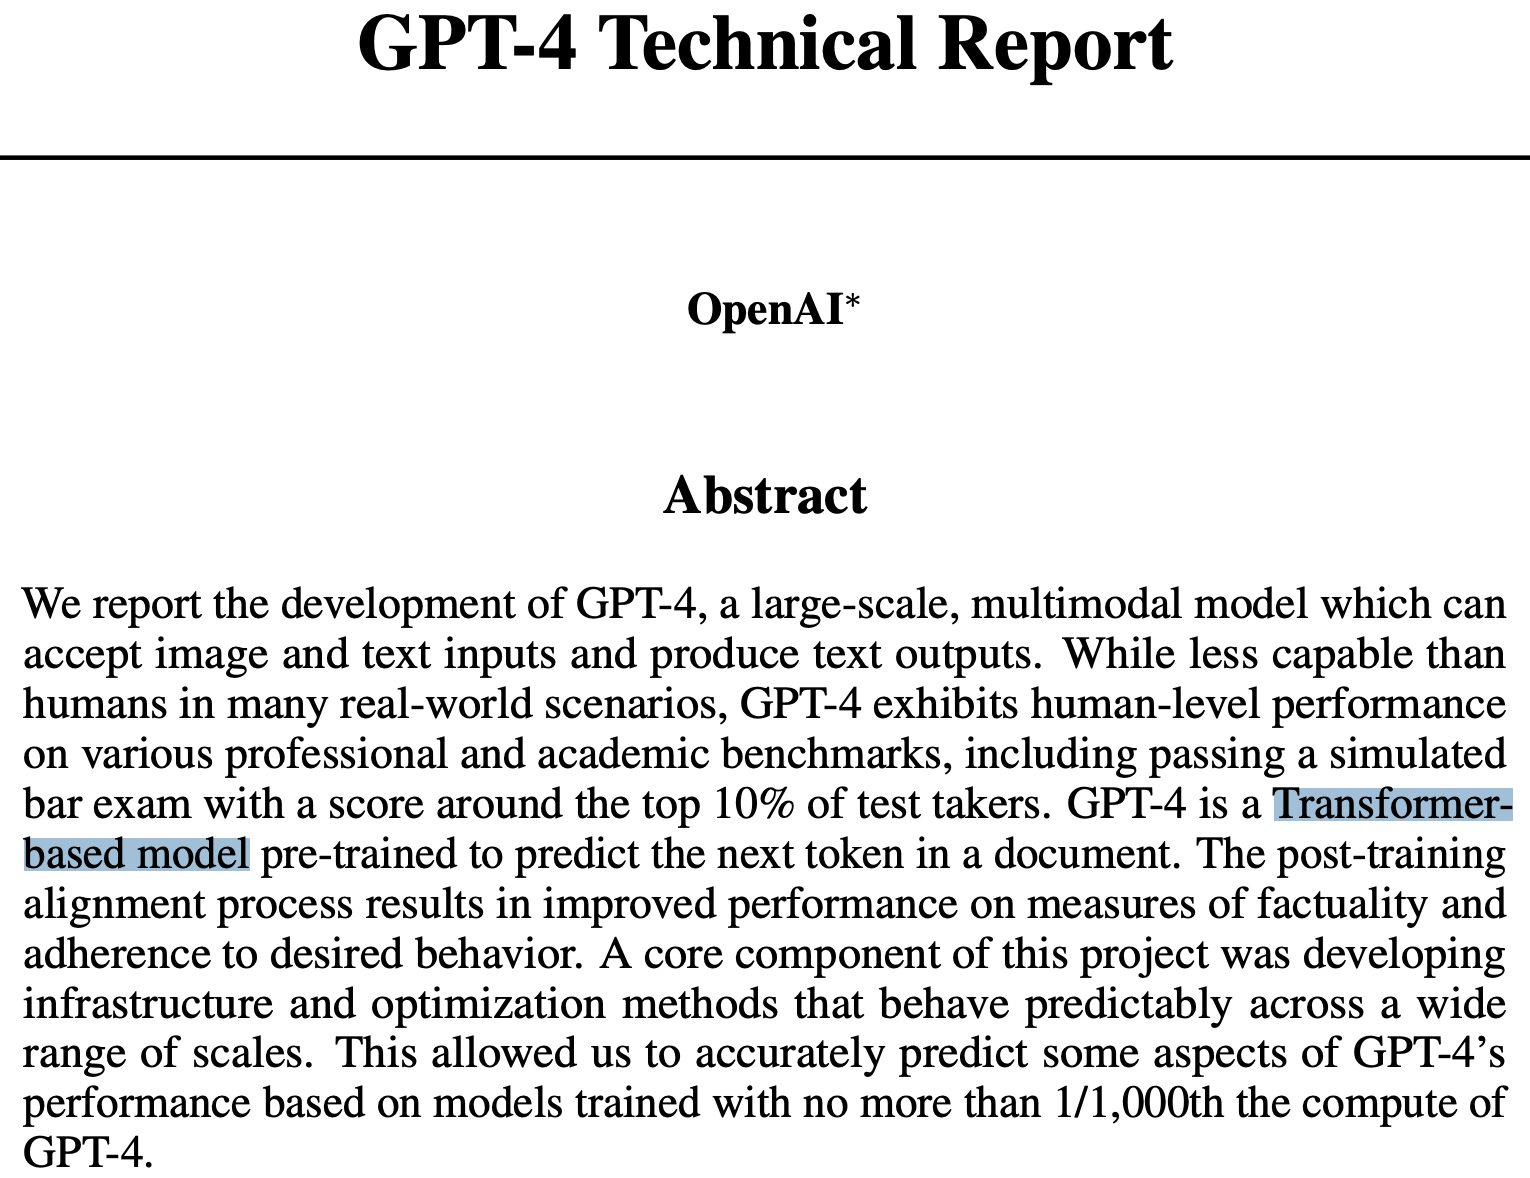 GPT-4 Technical Report
OpenAI*
Abstract
We report the development of GPT-4, a large-scale, multimodal model which can
accept image and text inputs and produce text outputs. While less capable than
humans in many real-world scenarios, GPT-4 exhibits human-level performance
on various professional and academic benchmarks, including passing a simulated
bar exam with a score around the top 10% of test takers. GPT-4 is a Transformer-
based model pre-trained to predict the next token in a document. The post-training
alignment process results in improved performance on measures of factuality and
adherence to desired behavior. A core component of this project was developing
infrastructure and optimization methods that behave predictably across a wide
range of scales. This allowed us to accurately predict some aspects of GPT-4’s
performance based on models trained with no more than 1/1,000th the compute of
GPT-4.